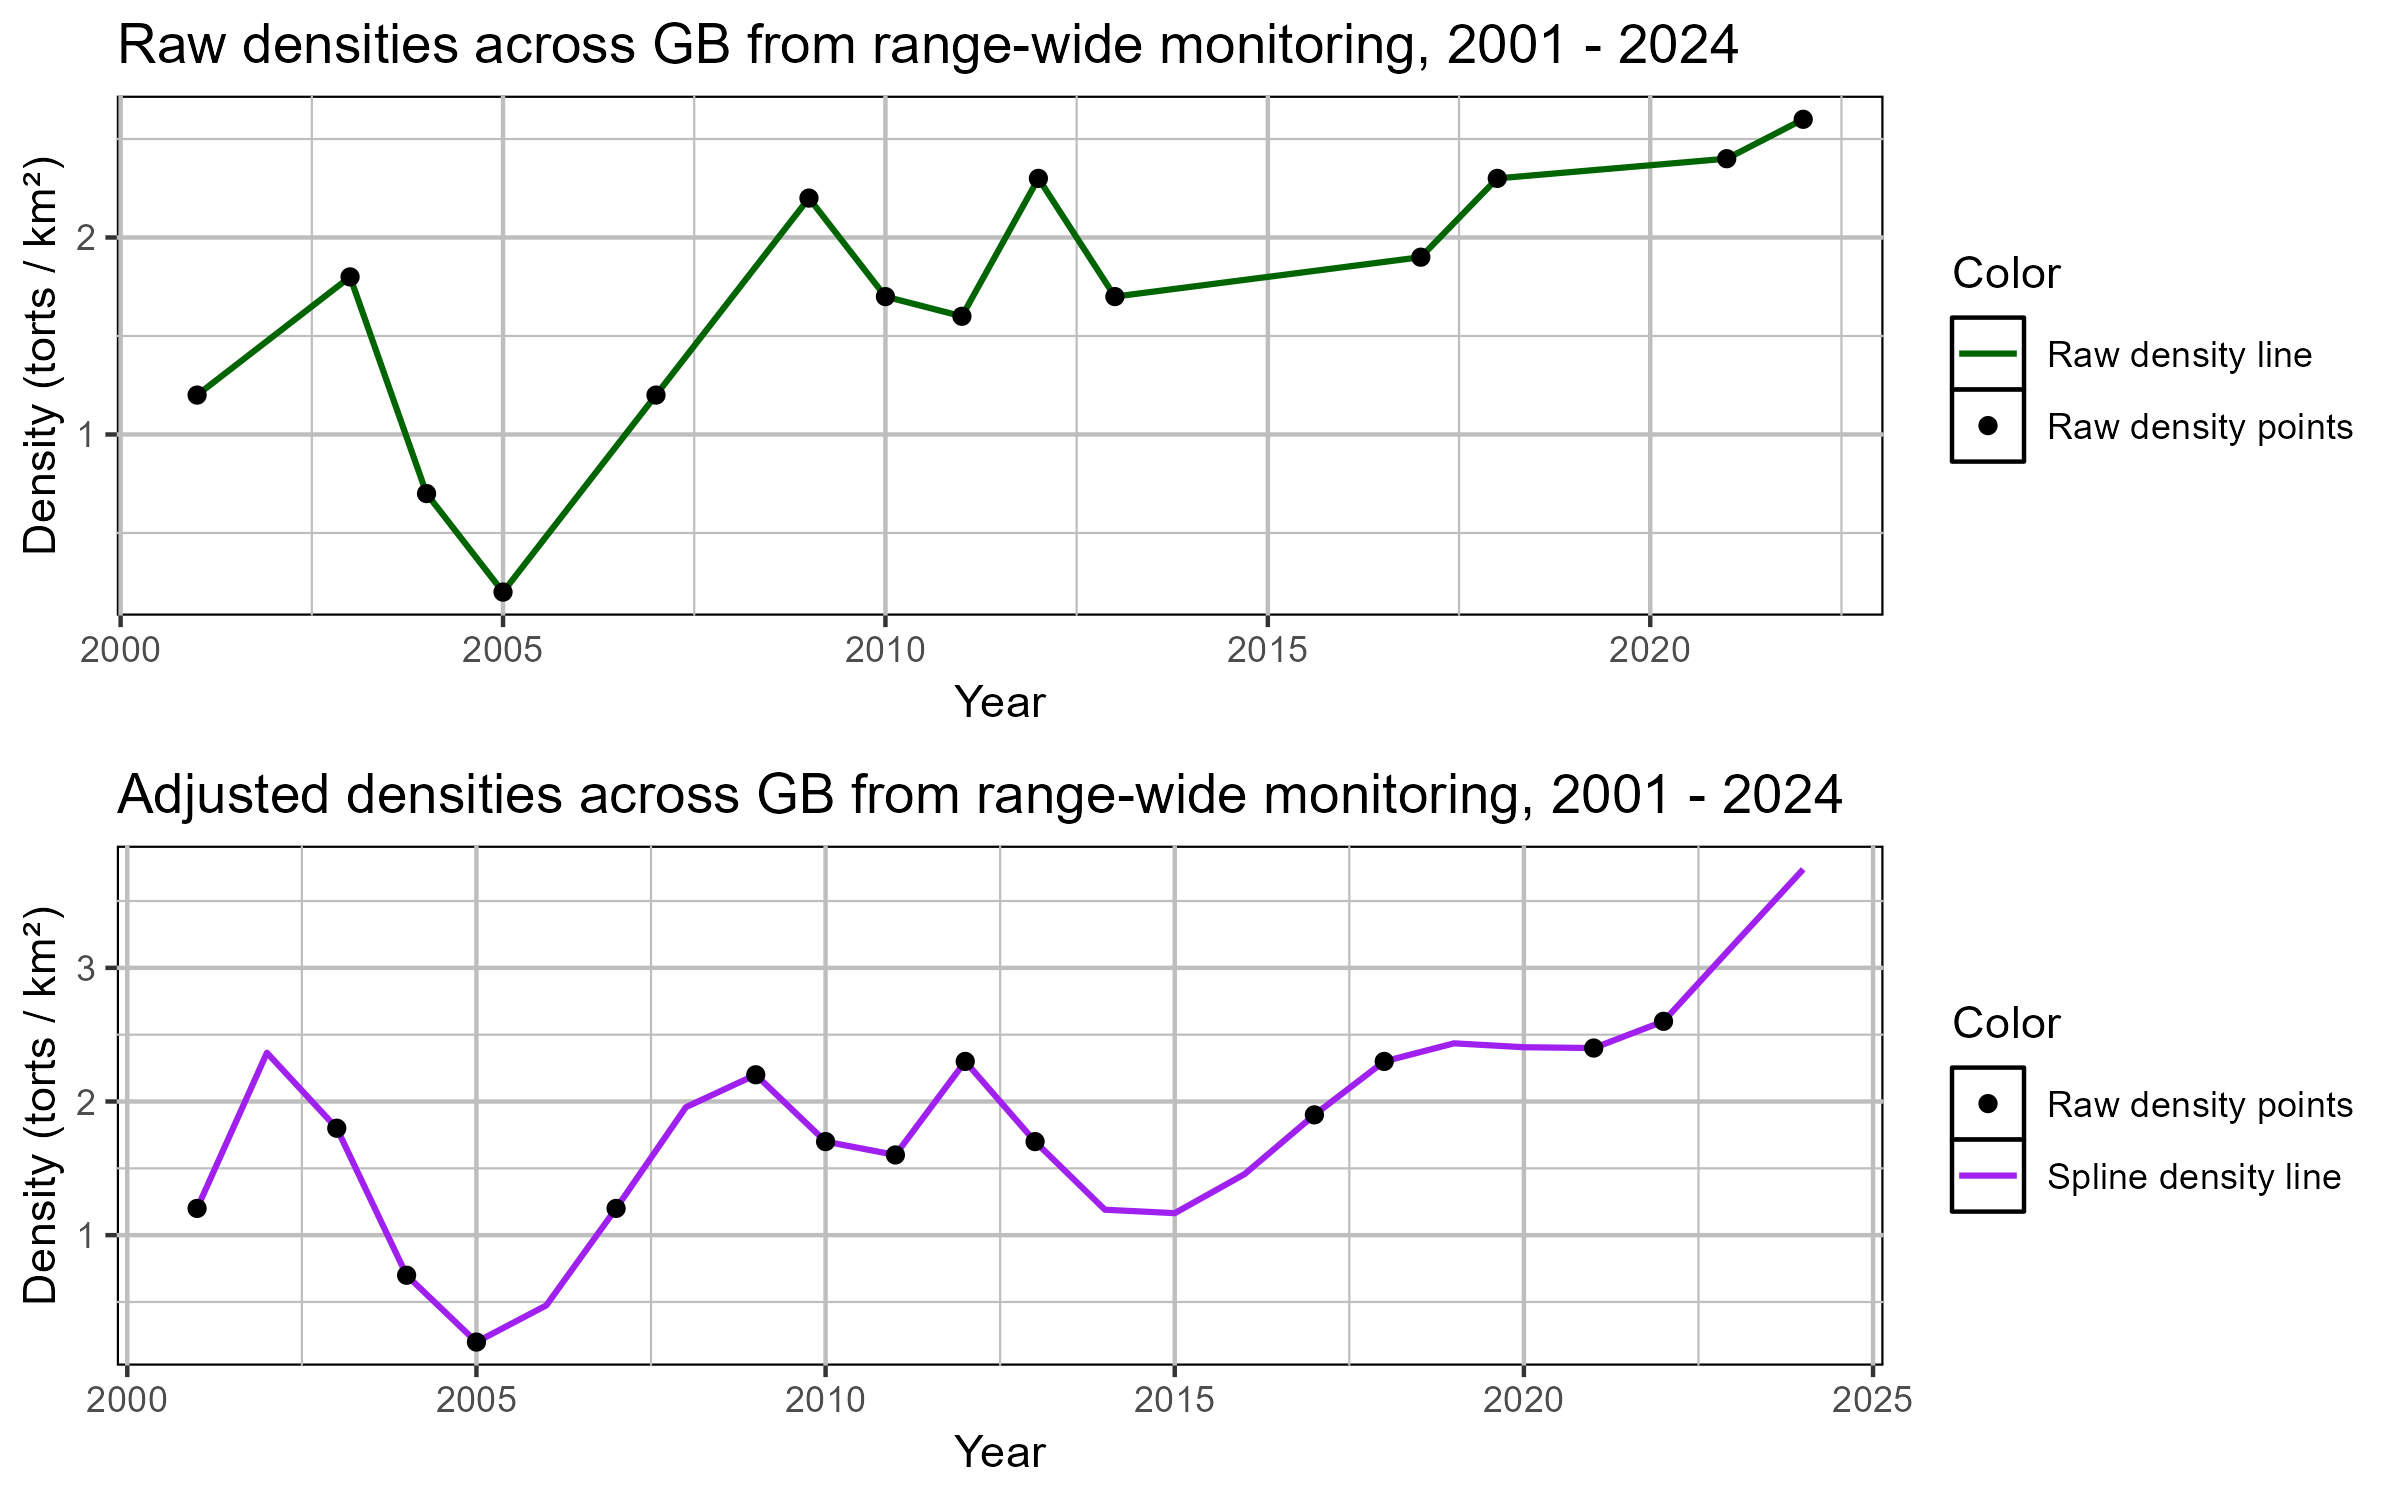 Raw densities across GB from range-wide monitoring, 2001 - 2024
Density (torts / km²)
2
1
2000 2005 2010 2015 2020
Year
Color
Raw density line
Raw density points
Adjusted densities across GB from range-wide monitoring, 2001 - 2024
Density (torts / km²)
3
2
1
2000 2005 2010 2015 2020 2025
Year
Color
Raw density points
Spline density line